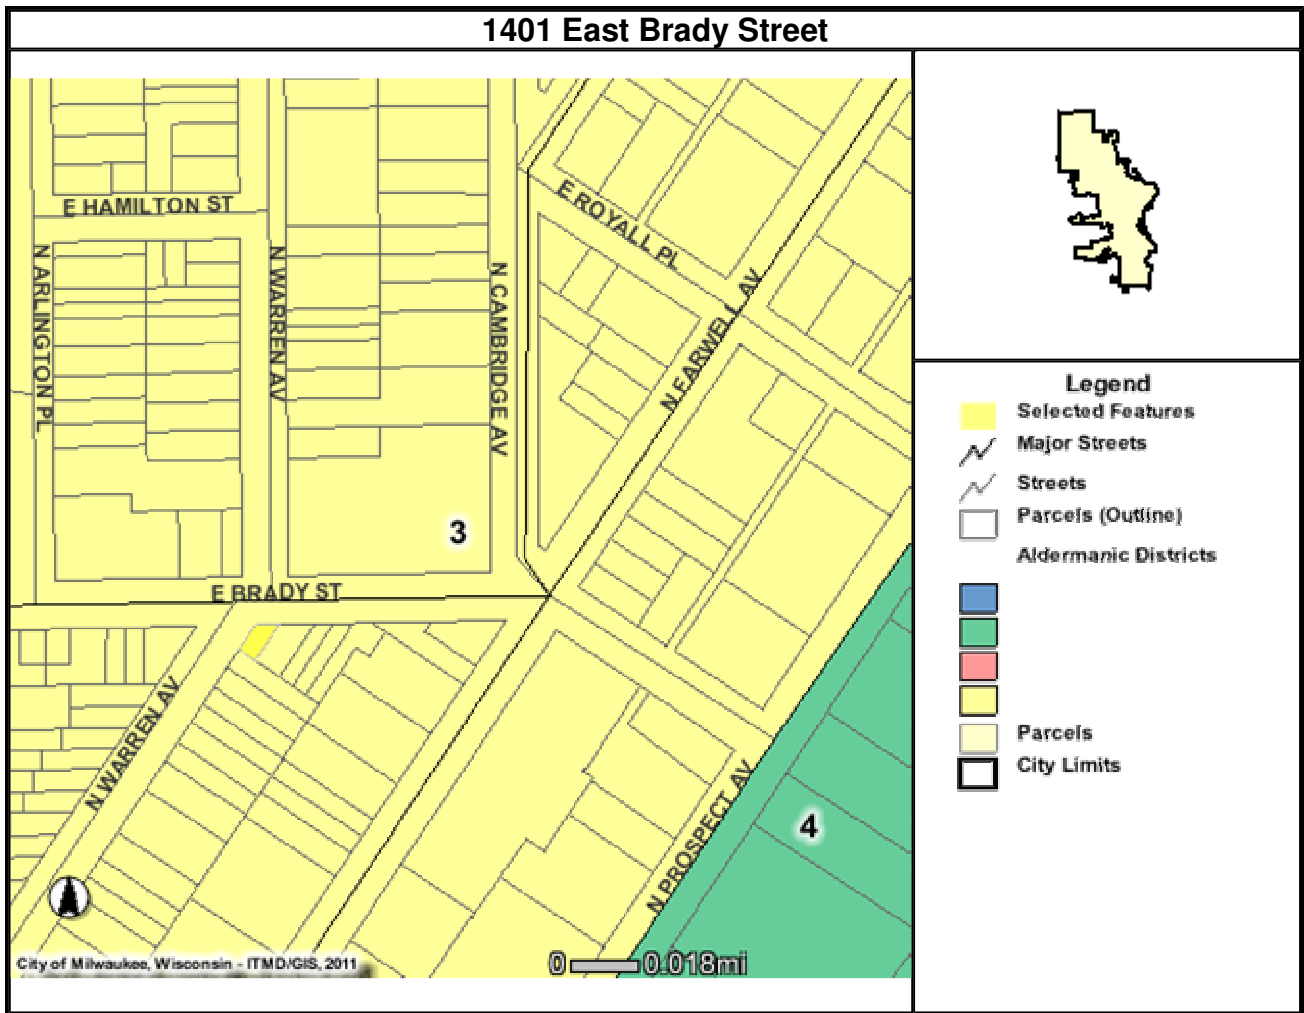 1401 East Brady Street
E HAMILTON ST
E ROYALL PL
N ARLINGTON PL
N WARREN AV
N CAMBRIDGE AV
N FARWELL AV
3
E BRADY ST
N WARREN AV
N PROSPECT AV
4
City of Milwaukee, Wisconsin - ITMD/GIS, 2011
0 0.018mi
Legend
Selected Features
Major Streets
Streets
Parcels (Outline)
Aldermanic Districts
Parcels
City Limits